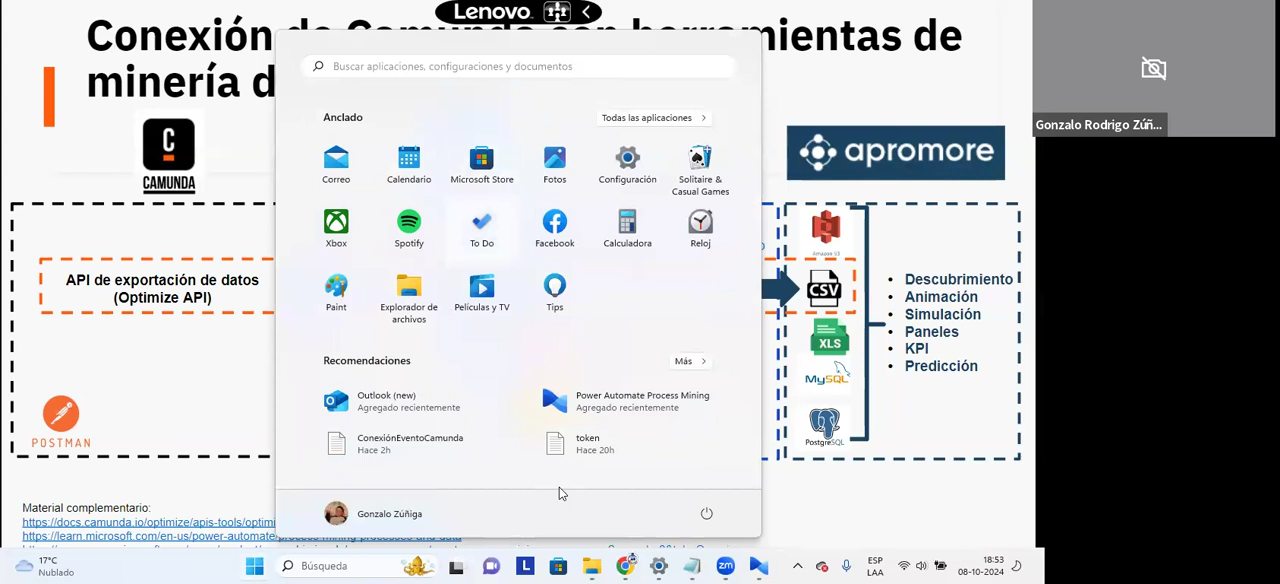 Lenovo
Conexión de Camunda con herramientas de
minería d
CAMUNDA
API de exportación de datos
(Optimize API)
POSTMAN
Material complementario:
https://docs.camunda.io/optimize/apis-tools/optim
https://learn.microsoft.com/en-us/power-automate/process-mining-processes-and-data
Buscar aplicaciones, configuraciones y documentos
Anclado
Todas las aplicaciones
Correo
Calendario
Microsoft Store
Fotos
Configuración
Solitaire &
Casual Games
Xbox
Spotify
To Do
Facebook
Calculadora
Reloj
Paint
Explorador de
archivos
Películas y TV
Tips
Recomendaciones
Más
Outlook (new)
Agregado recientemente
Power Automate Process Mining
Agregado recientemente
ConexiónEventoCamunda
Hace 2h
token
Hace 20h
Gonzalo Zúñiga
apromore
Amazon S3
CSV
XLS
MySQL
PostgreSQL
Descubrimiento
Animación
Simulación
Paneles
KPI
Predicción
Gonzalo Rodrigo Zúñ...
17°C
Nublado
Búsqueda
L
zm
ESP
LAA
18:53
08-10-2024